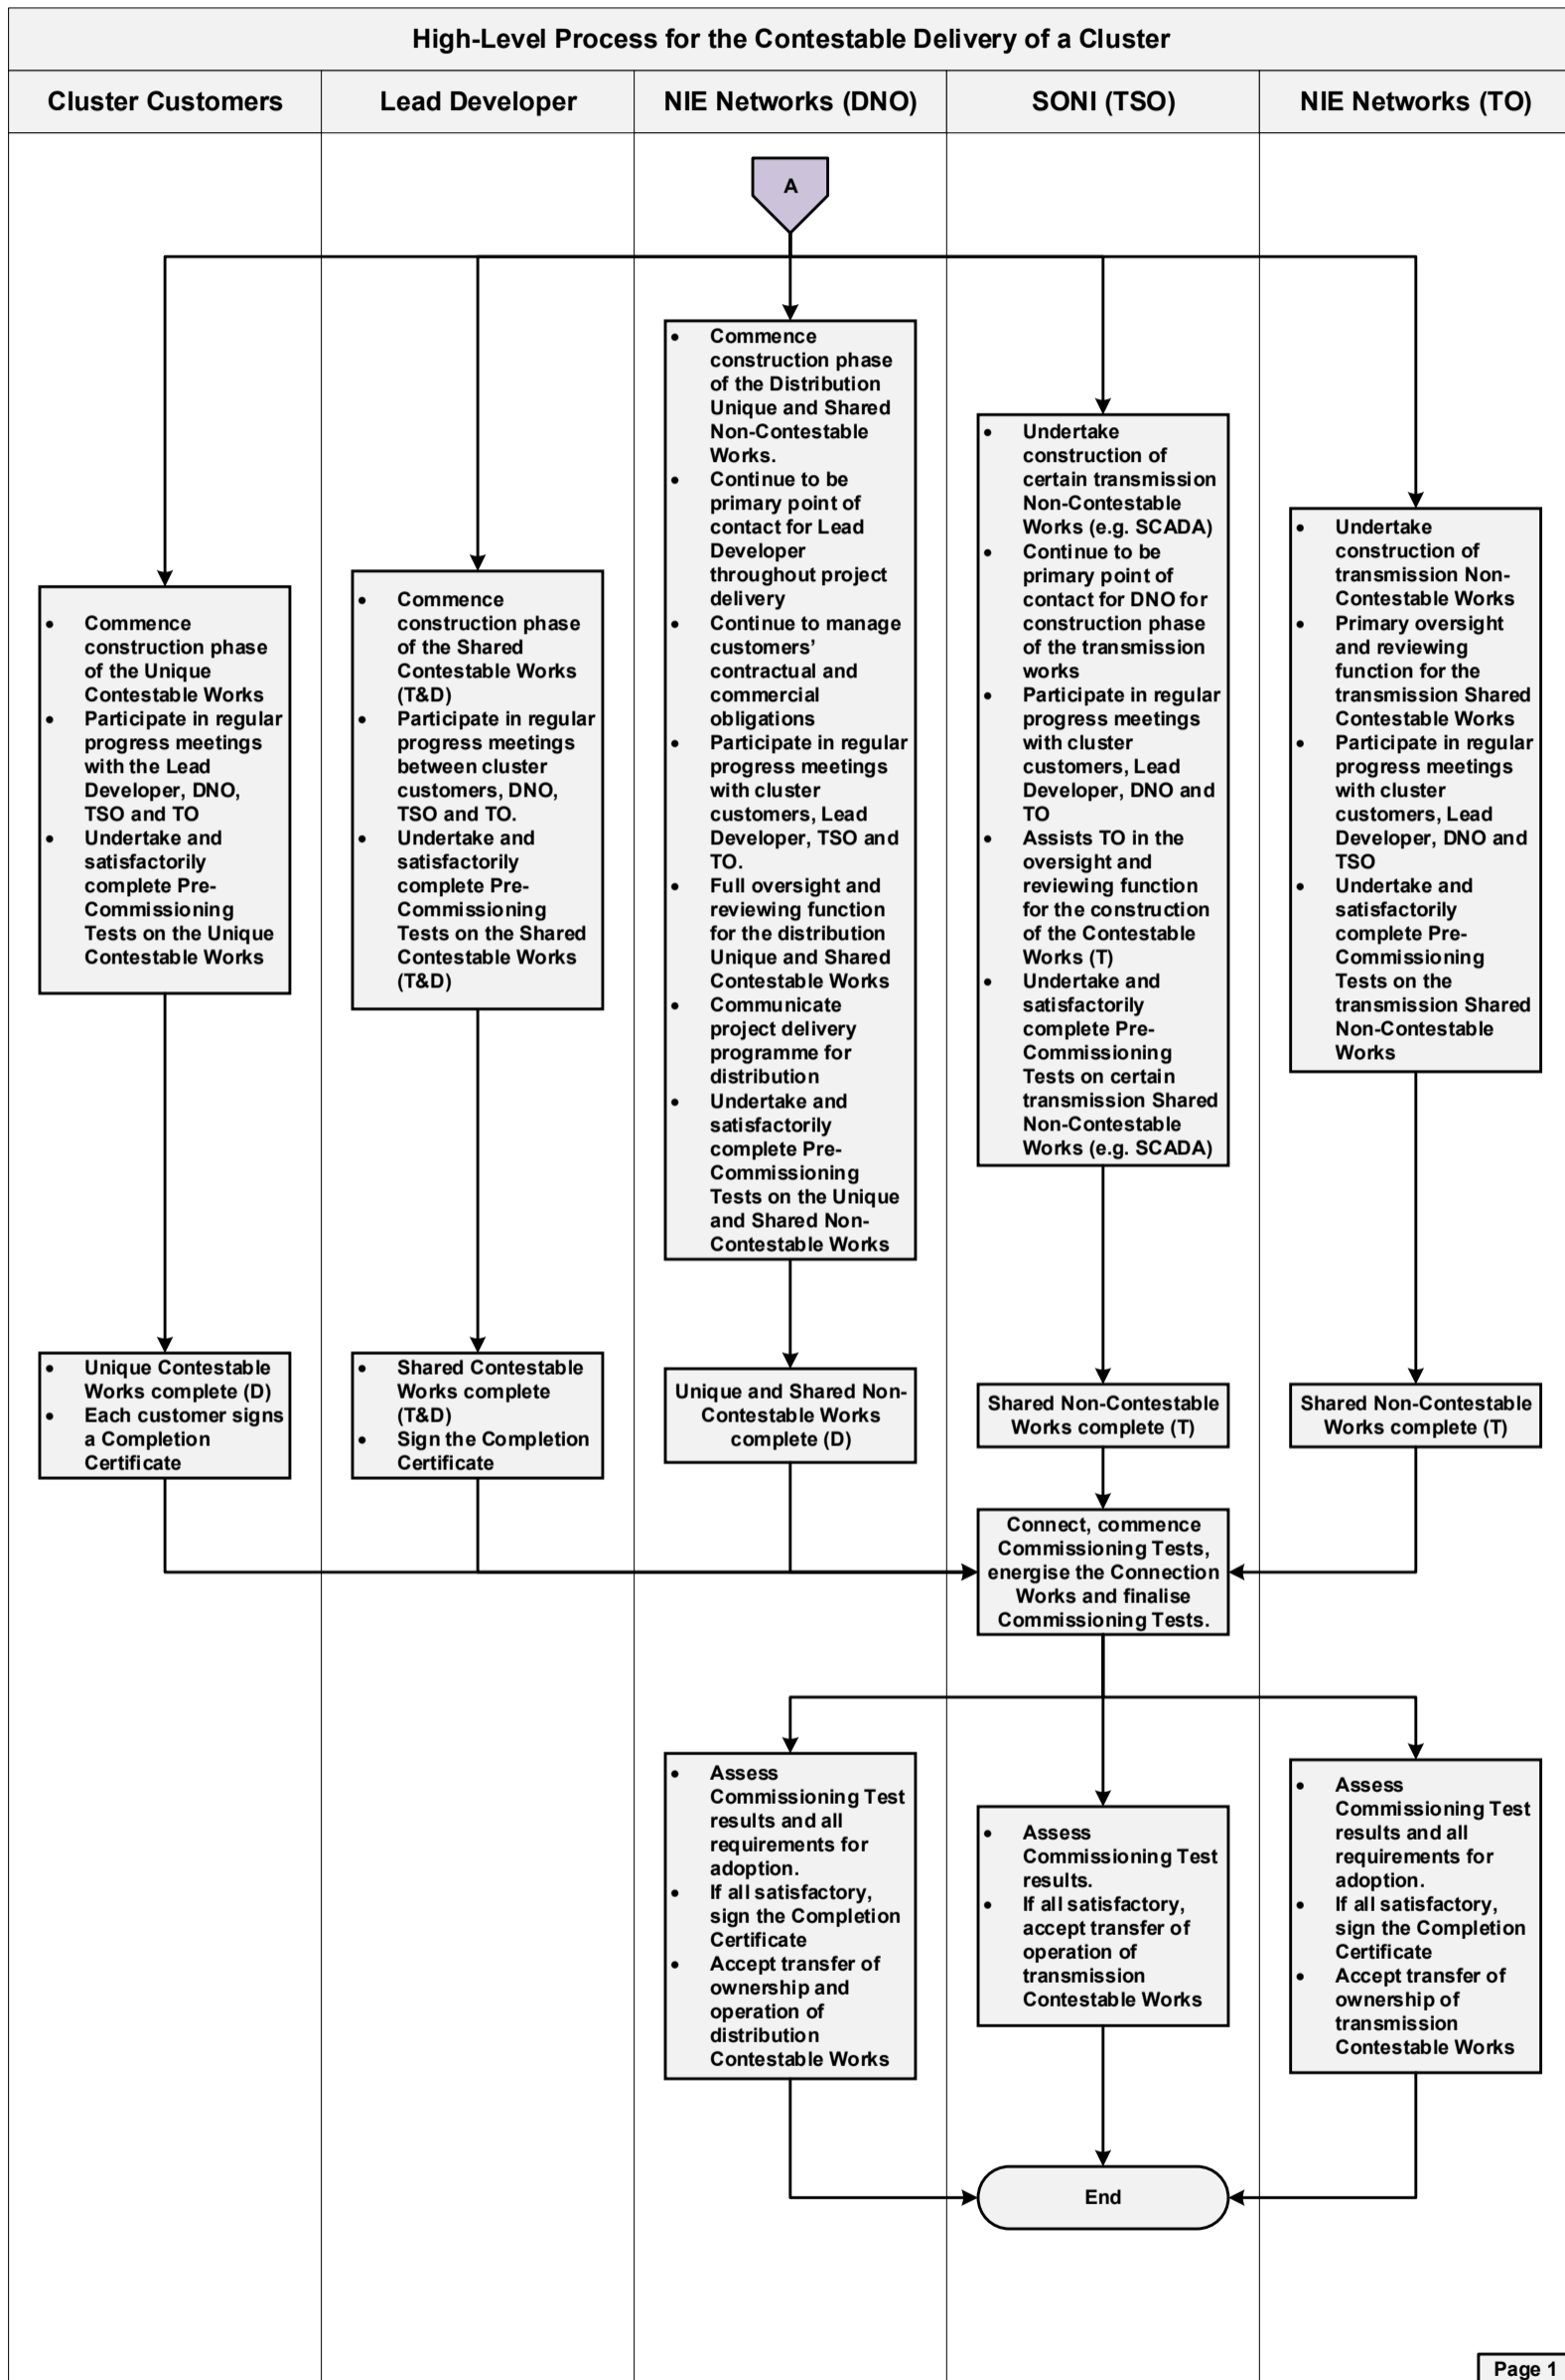 High-Level Process for the Contestable Delivery of a Cluster
Cluster Customers
Lead Developer
NIE Networks (DNO)
SONI (TSO)
NIE Networks (TO)
A
• Commence
construction phase
of the Unique
Contestable Works
• Participate in regular
progress meetings
with the Lead
Developer, DNO,
TSO and TO
• Undertake and
satisfactorily
complete Pre-
Commissioning
Tests on the Unique
Contestable Works
• Commence
construction phase
of the Shared
Contestable Works
(T&D)
• Participate in regular
progress meetings
between cluster
customers, DNO,
TSO and TO.
• Undertake and
satisfactorily
complete Pre-
Commissioning
Tests on the Shared
Contestable Works
(T&D)
• Commence
construction phase
of the Distribution
Unique and Shared
Non-Contestable
Works.
• Continue to be
primary point of
contact for Lead
Developer
throughout project
delivery
• Continue to manage
customers’
contractual and
commercial
obligations
• Participate in regular
progress meetings
with cluster
customers, Lead
Developer, TSO and
TO.
• Full oversight and
reviewing function
for the distribution
Unique and Shared
Contestable Works
• Communicate
project delivery
programme for
distribution
• Undertake and
satisfactorily
complete Pre-
Commissioning
Tests on the Unique
and Shared Non-
Contestable Works
• Undertake
construction of
certain transmission
Non-Contestable
Works (e.g. SCADA)
• Continue to be
primary point of
contact for DNO for
construction phase
of the transmission
works
• Participate in regular
progress meetings
with cluster
customers, Lead
Developer, DNO and
TO
• Assists TO in the
oversight and
reviewing function
for the construction
of the Contestable
Works (T)
• Undertake and
satisfactorily
complete Pre-
Commissioning
Tests on certain
transmission Shared
Non-Contestable
Works (e.g. SCADA)
• Undertake
construction of
transmission Non-
Contestable Works
• Primary oversight
and reviewing
function for the
transmission Shared
Contestable Works
• Participate in regular
progress meetings
with cluster
customers, Lead
Developer, DNO and
TSO
• Undertake and
satisfactorily
complete Pre-
Commissioning
Tests on the
transmission Shared
Non-Contestable
Works
• Unique Contestable
Works complete (D)
• Each customer signs
a Completion
Certificate
• Shared Contestable
Works complete
(T&D)
• Sign the Completion
Certificate
Unique and Shared Non-
Contestable Works
complete (D)
Shared Non-Contestable
Works complete (T)
Shared Non-Contestable
Works complete (T)
Connect, commence
Commissioning Tests,
energise the Connection
Works and finalise
Commissioning Tests.
• Assess
Commissioning Test
results and all
requirements for
adoption.
• If all satisfactory,
sign the Completion
Certificate
• Accept transfer of
ownership and
operation of
distribution
Contestable Works
• Assess
Commissioning Test
results.
• If all satisfactory,
accept transfer of
operation of
transmission
Contestable Works
• Assess
Commissioning Test
results and all
requirements for
adoption.
• If all satisfactory,
sign the Completion
Certificate
• Accept transfer of
ownership of
transmission
Contestable Works
End
Page 1